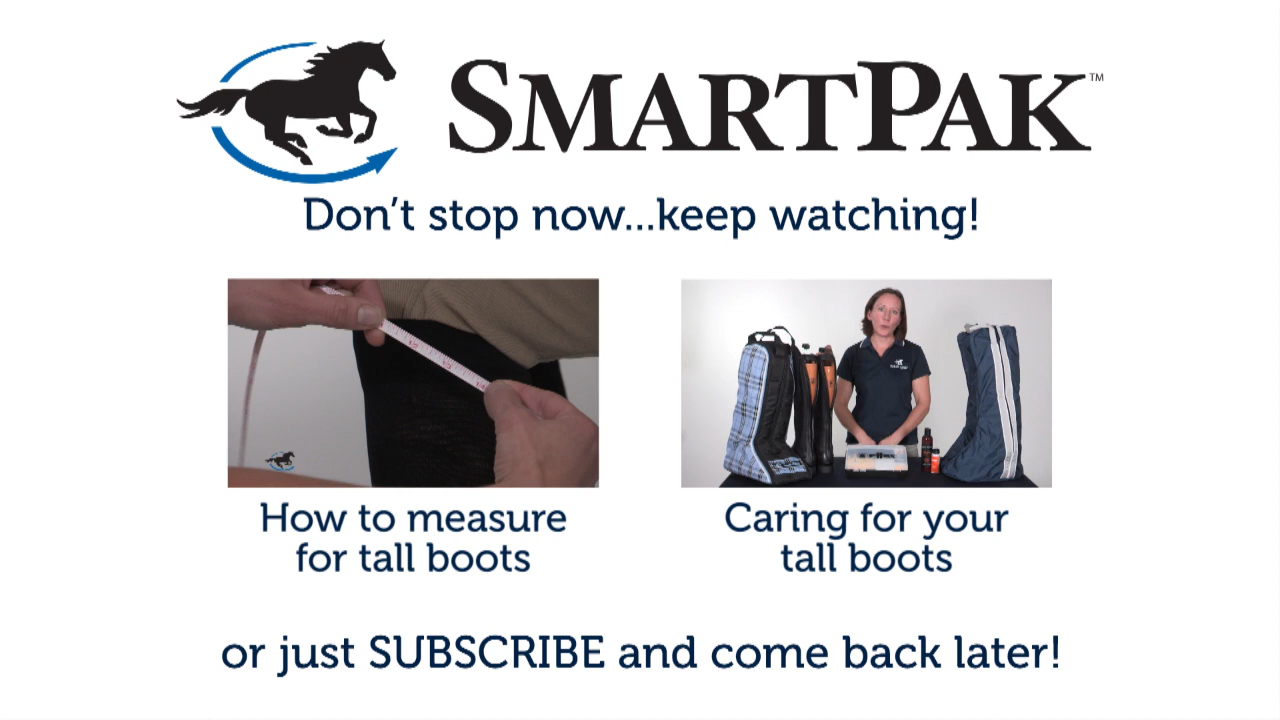 SMARTPAK™
Don't stop now...keep watching!
How to measure
for tall boots
Caring for your
tall boots
or just SUBSCRIBE and come back later!